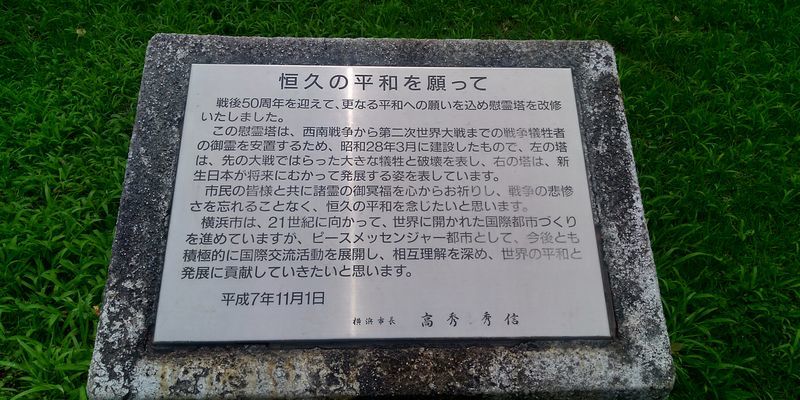 恒久の平和を願って
戦後50周年を迎えて、更なる平和への願いを込め慰霊塔を改修
いたしました。
この慰霊塔は、西南戦争から第二次世界大戦までの戦争犠牲者
の御霊を安置するため、昭和28年3月に建設したもので、左の塔
は、先の大戦ではらった大きな犠牲と破壊を表し、右の塔は、新
生日本が将来にむかって発展する姿を表しています。
市民の皆様と共に諸霊の御冥福を心からお祈りし、戦争の悲惨
さを忘れることなく、恒久の平和を念じたいと思います。
横浜市は、21世紀に向かって、世界に開かれた国際都市づくり
を進めていますが、ピースメッセンジャー都市として、今後とも
積極的に国際交流活動を展開し、相互理解を深め、世界の平和と
発展に貢献していきたいと思います。
平成7年11月1日
横浜市長 高秀秀信